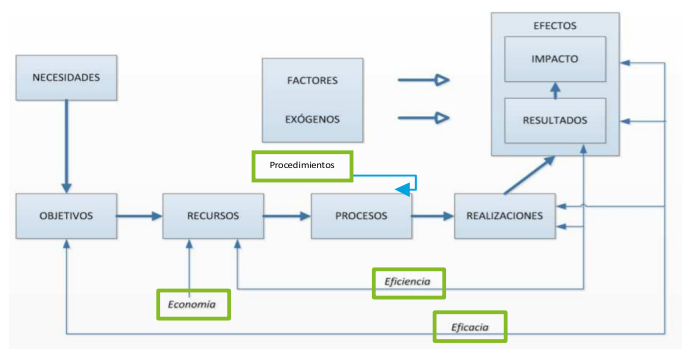 EFECTOS
IMPACTO
NECESIDADES
FACTORES
EXÓGENOS
RESULTADOS
Procedimientos
OBJETIVOS
RECURSOS
PROCESOS
REALIZACIONES
Eficiencia
Economía
Eficacia